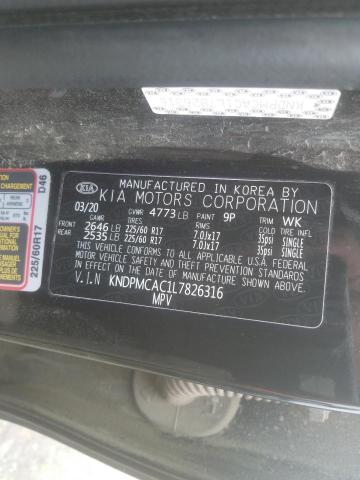 KNDPMCAC1L7826316
D46
225/60R17
KIA
MANUFACTURED IN KOREA BY
KIA MOTORS CORPORATION
03/20 GVWR 4773 LB PAINT 9P TRIM WK
GAWR TIRES RIMS COLD TIRE INFL
FRONT 2646 LB 225/60 R17 7.0Jx17 35psi SINGLE
REAR 2535 LB 225/60 R17 7.0Jx17 35psi SINGLE
THIS VEHICLE CONFORMS TO ALL APPLICABLE U.S.A FEDERAL
MOTOR VEHICLE SAFETY, BUMPER, AND THEFT PREVENTION STANDARDS
IN EFFECT ON THE DATE OF MANUFACTURE SHOWN ABOVE.
V.I.N KNDPMCAC1L7826316
MPV